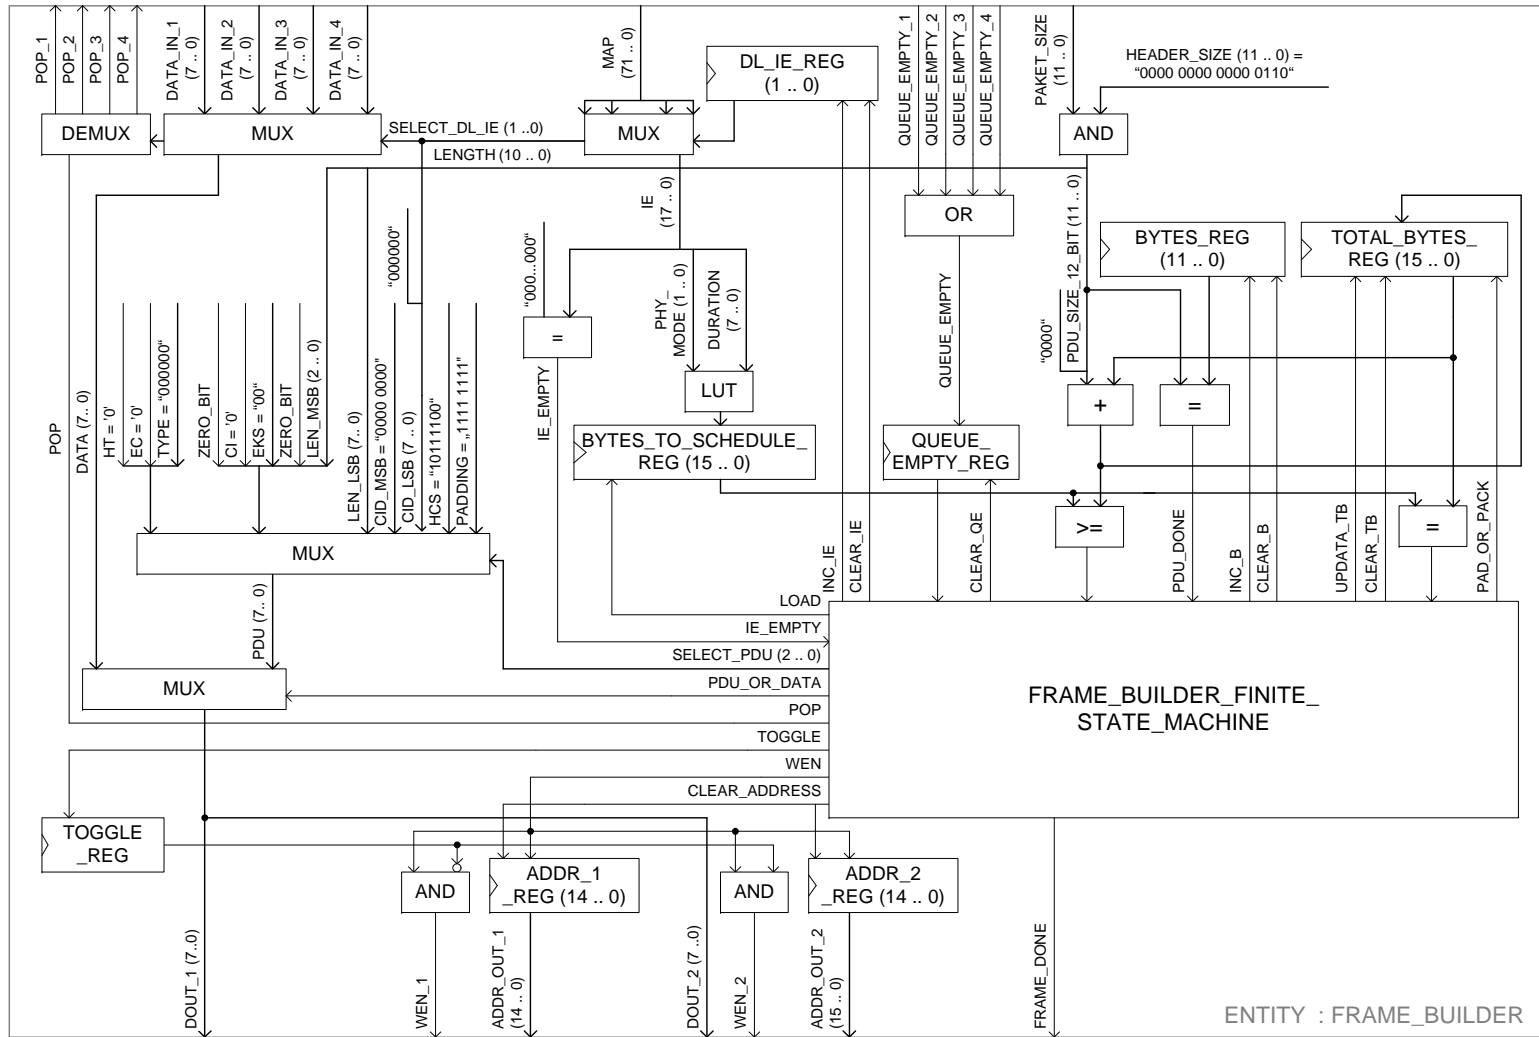 POP_1
POP_2
POP_3
POP_4
DATA_IN_1
(7 .. 0)
DATA_IN_2
(7 .. 0)
DATA_IN_3
(7 .. 0)
DATA_IN_4
(7 .. 0)
MAP
(71 .. 0)
DL_IE_REG
(1 .. 0)
QUEUE_EMPTY_1
QUEUE_EMPTY_2
QUEUE_EMPTY_3
QUEUE_EMPTY_4
PAKET_SIZE
(11 .. 0)
HEADER_SIZE (11 .. 0) =
“0000 0000 0000 0110“
DEMUX
MUX
SELECT_DL_IE (1 ..0)
MUX
AND
LENGTH (10 .. 0)
IE
(17 .. 0)
OR
PDU_SIZE_12_BIT (11 .. 0)
BYTES_REG
(11 .. 0)
TOTAL_BYTES_
REG (15 .. 0)
“000000“
“000...000“
=
PHY_
MODE (1 .. 0)
DURATION
(7 .. 0)
QUEUE_EMPTY
“0000“
LUT
+
=
IE_EMPTY
POP
DATA (7.. 0)
HT = '0'
EC = '0'
TYPE = “000000“
ZERO_BIT
CI = '0'
EKS = “00“
ZERO_BIT
LEN_MSB (2 .. 0)
LEN_LSB (7.. 0)
CID_MSB = “0000 0000”
CID_LSB (7 .. 0)
HCS = “10111100“
PADDING = „1111 1111“
BYTES_TO_SCHEDULE_
REG (15 .. 0)
QUEUE_
EMPTY_REG
>=
=
MUX
PDU (7.. 0)
INC_IE
CLEAR_IE
CLEAR_QE
PDU_DONE
INC_B
CLEAR_B
UPDATA_TB
CLEAR_TB
PAD_OR_PACK
LOAD
IE_EMPTY
SELECT_PDU (2 .. 0)
MUX
PDU_OR_DATA
POP
TOGGLE
WEN
CLEAR_ADDRESS
FRAME_BUILDER_FINITE_
STATE_MACHINE
TOGGLE
_REG
AND
ADDR_1
_REG (14 .. 0)
AND
ADDR_2
_REG (14 .. 0)
DOUT_1 (7..0)
WEN_1
ADDR_OUT_1
(14 .. 0)
DOUT_2 (7 ..0)
WEN_2
ADDR_OUT_2
(15 .. 0)
FRAME_DONE
ENTITY : FRAME_BUILDER